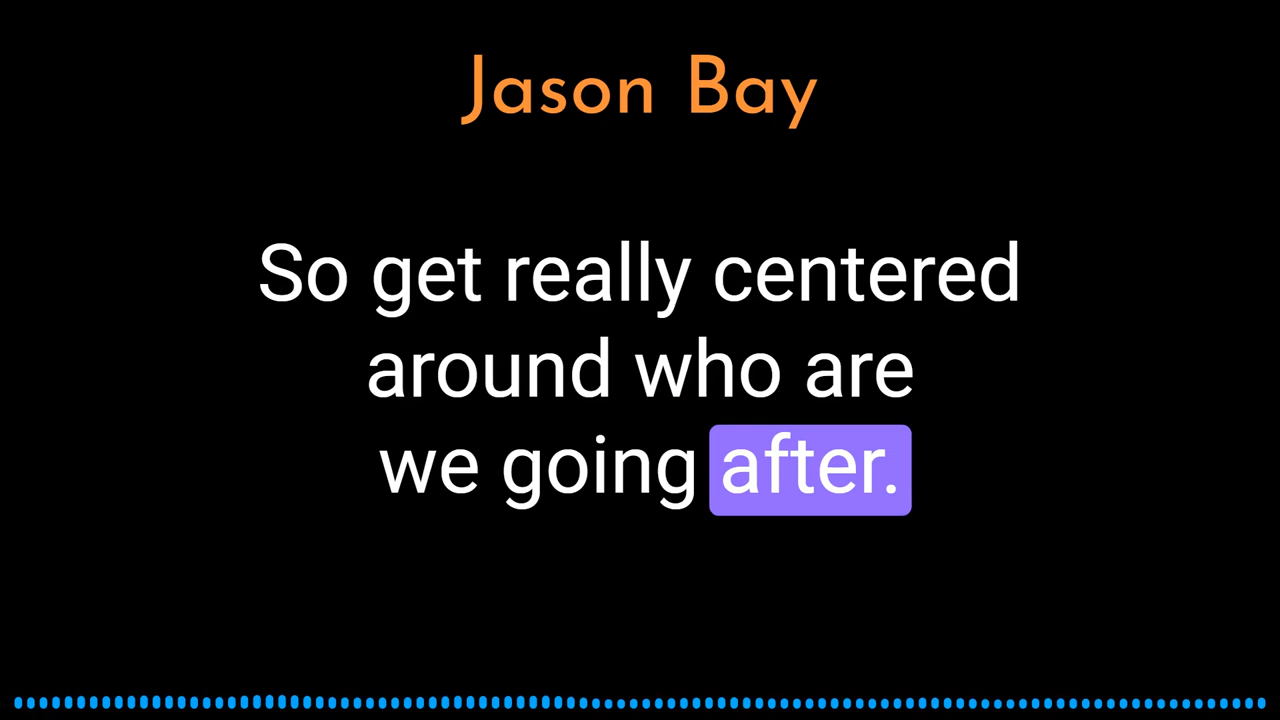 Jason Bay
So get really centered
around who are
we going after.